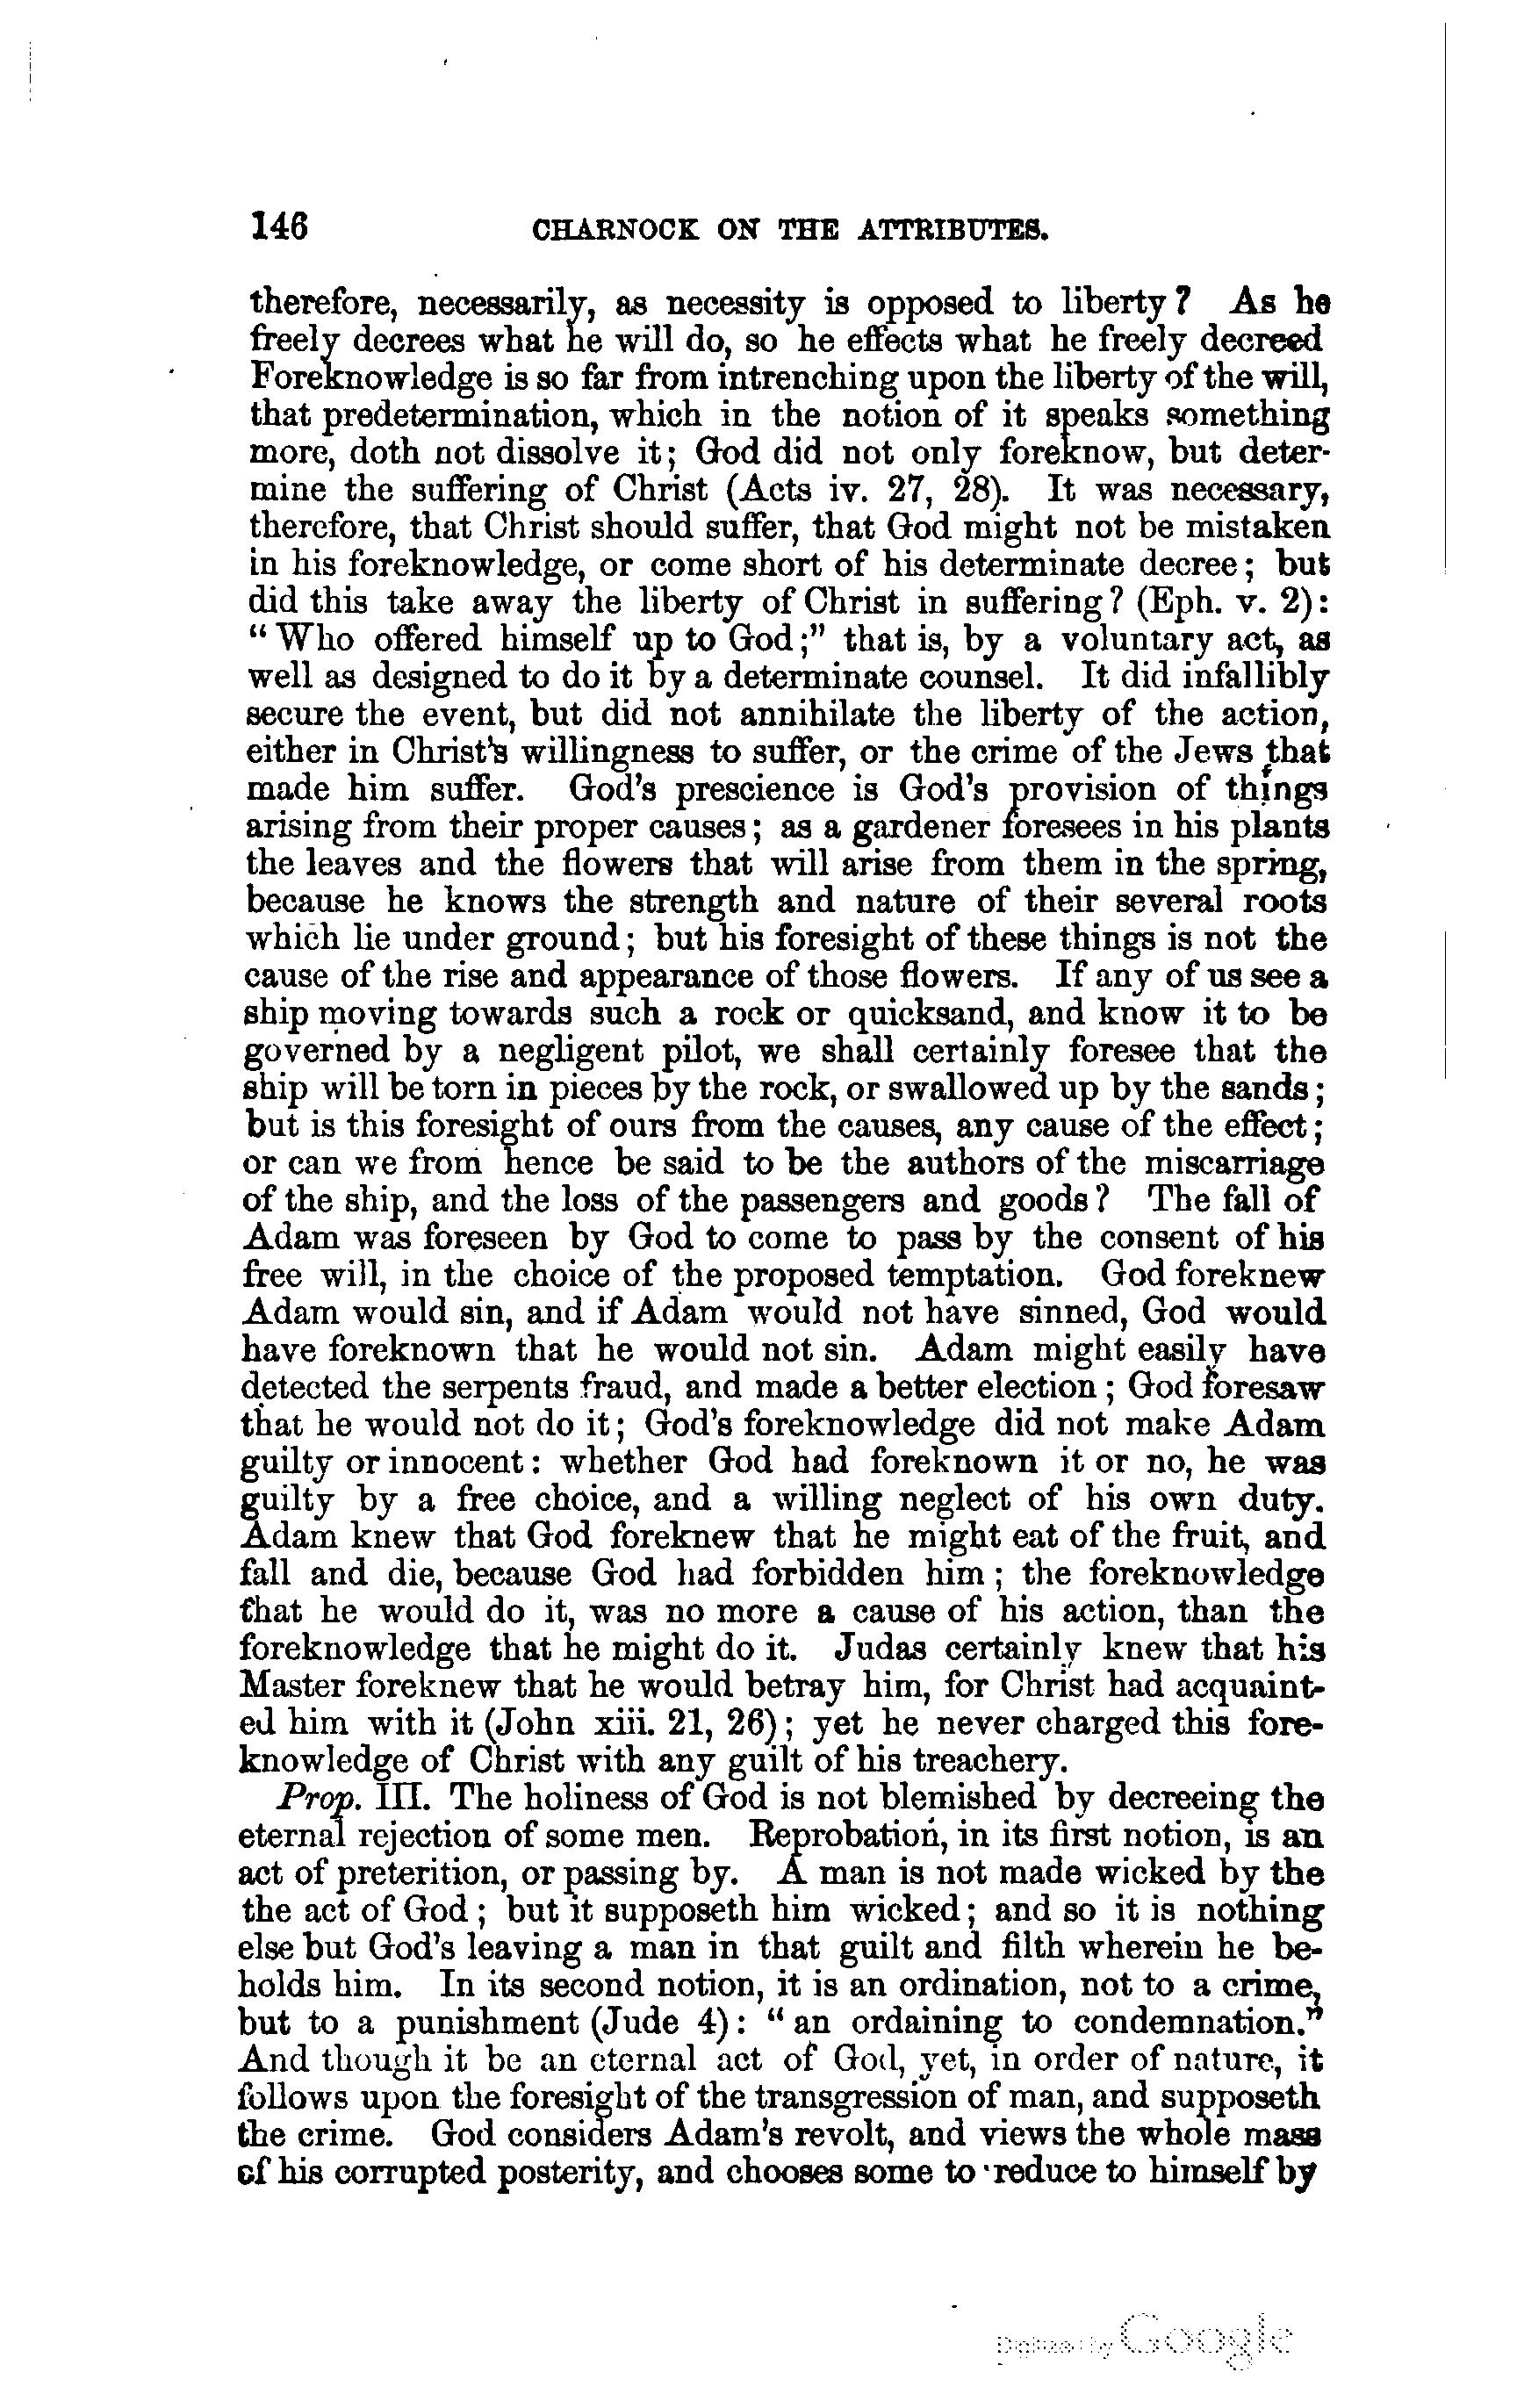 146 CHARNOCK ON THE ATTRIBUTES.
therefore, necessarily, as necessity is opposed to liberty? As he
freely decrees what he will do, so he effects what he freely decreed
Foreknowledge is so far from intrenching upon the liberty of the will,
that predetermination, which in the notion of it speaks something
more, doth not dissolve it; God did not only foreknow, but deter-
mine the suffering of Christ (Acts iv. 27, 28). It was necessary,
therefore, that Christ should suffer, that God might not be mistaken
in his foreknowledge, or come short of his determinate decree; but
did this take away the liberty of Christ in suffering? (Eph. v. 2):
"Who offered himself up to God;" that is, by a voluntary act, as
well as designed to do it by a determinate counsel. It did infallibly
secure the event, but did not annihilate the liberty of the action,
either in Christ's willingness to suffer, or the crime of the Jews that
made him suffer. God's prescience is God's provision of things
arising from their proper causes; as a gardener foresees in his plants
the leaves and the flowers that will arise from them in the spring,
because he knows the strength and nature of their several roots
which lie under ground; but his foresight of these things is not the
cause of the rise and appearance of those flowers. If any of us see a
ship moving towards such a rock or quicksand, and know it to be
governed by a negligent pilot, we shall certainly foresee that the
ship will be torn in pieces by the rock, or swallowed up by the sands;
but is this foresight of ours from the causes, any cause of the effect;
or can we from hence be said to be the authors of the miscarriage
of the ship, and the loss of the passengers and goods? The fall of
Adam was foreseen by God to come to pass by the consent of his
free will, in the choice of the proposed temptation. God foreknew
Adam would sin, and if Adam would not have sinned, God would
have foreknown that he would not sin. Adam might easily have
detected the serpents fraud, and made a better election; God foresaw
that he would not do it; God's foreknowledge did not make Adam
guilty or innocent: whether God had foreknown it or no, he was
guilty by a free choice, and a willing neglect of his own duty.
Adam knew that God foreknew that he might eat of the fruit, and
fall and die, because God had forbidden him; the foreknowledge
that he would do it, was no more a cause of his action, than the
foreknowledge that he might do it. Judas certainly knew that his
Master foreknew that he would betray him, for Christ had acquaint-
ed him with it (John xiii. 21, 26); yet he never charged this fore-
knowledge of Christ with any guilt of his treachery.
Prop. III. The holiness of God is not blemished by decreeing the
eternal rejection of some men. Reprobation, in its first notion, is an
act of preterition, or passing by. A man is not made wicked by the
the act of God; but it supposeth him wicked; and so it is nothing
else but God's leaving a man in that guilt and filth wherein he be-
holds him. In its second notion, it is an ordination, not to a crime,
but to a punishment (Jude 4): "an ordaining to condemnation."
And though it be an eternal act of God, yet, in order of nature, it
follows upon the foresight of the transgression of man, and supposeth
the crime. God considers Adam's revolt, and views the whole mass
of his corrupted posterity, and chooses some to reduce to himself by
Digitized by Google